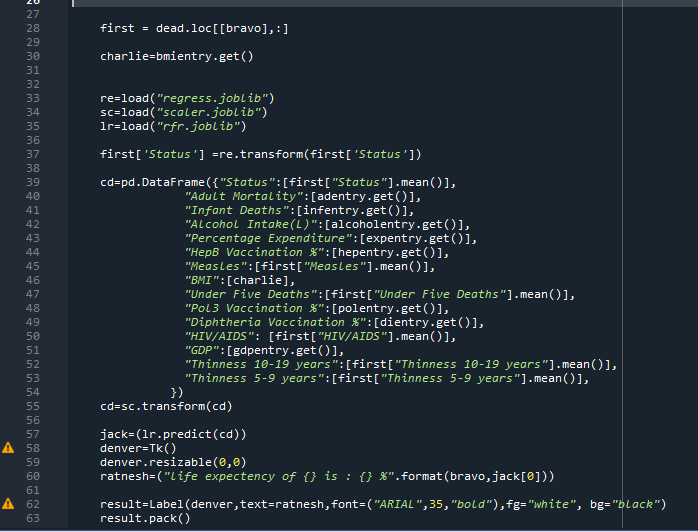 26
27
28 first = dead.loc[[bravo],:]
29
30 charlie=bmientry.get()
31
32
33 re=load("regress.joblib")
34 sc=load("scaler.joblib")
35 lr=load("rfr.joblib")
36
37 first['Status'] =re.transform(first['Status'])
38
39 cd=pd.DataFrame({"Status":[first["Status"].mean()],
40 "Adult Mortality":[adentry.get()],
41 "Infant Deaths":[infentry.get()],
42 "Alcohol Intake(L)":[alcoholentry.get()],
43 "Percentage Expenditure":[expentry.get()],
44 "HepB Vaccination %":[hepentry.get()],
45 "Measles":[first["Measles"].mean()],
46 "BMI":[charlie],
47 "Under Five Deaths":[first["Under Five Deaths"].mean()],
48 "Pol3 Vaccination %":[polentry.get()],
49 "Diphtheria Vaccination %":[dientry.get()],
50 "HIV/AIDS": [first["HIV/AIDS"].mean()],
51 "GDP":[gdpentry.get()],
52 "Thinness 10-19 years":[first["Thinness 10-19 years"].mean()],
53 "Thinness 5-9 years":[first["Thinness 5-9 years"].mean()],
54 })
55 cd=sc.transform(cd)
56
57 jack=(lr.predict(cd))
58 denver=Tk()
59 denver.resizable(0,0)
60 ratnesh=("life expectency of {} is : {} %".format(bravo,jack[0]))
61
62 result=Label(denver,text=ratnesh,font=("ARIAL",35,"bold"),fg="white", bg="black")
63 result.pack()